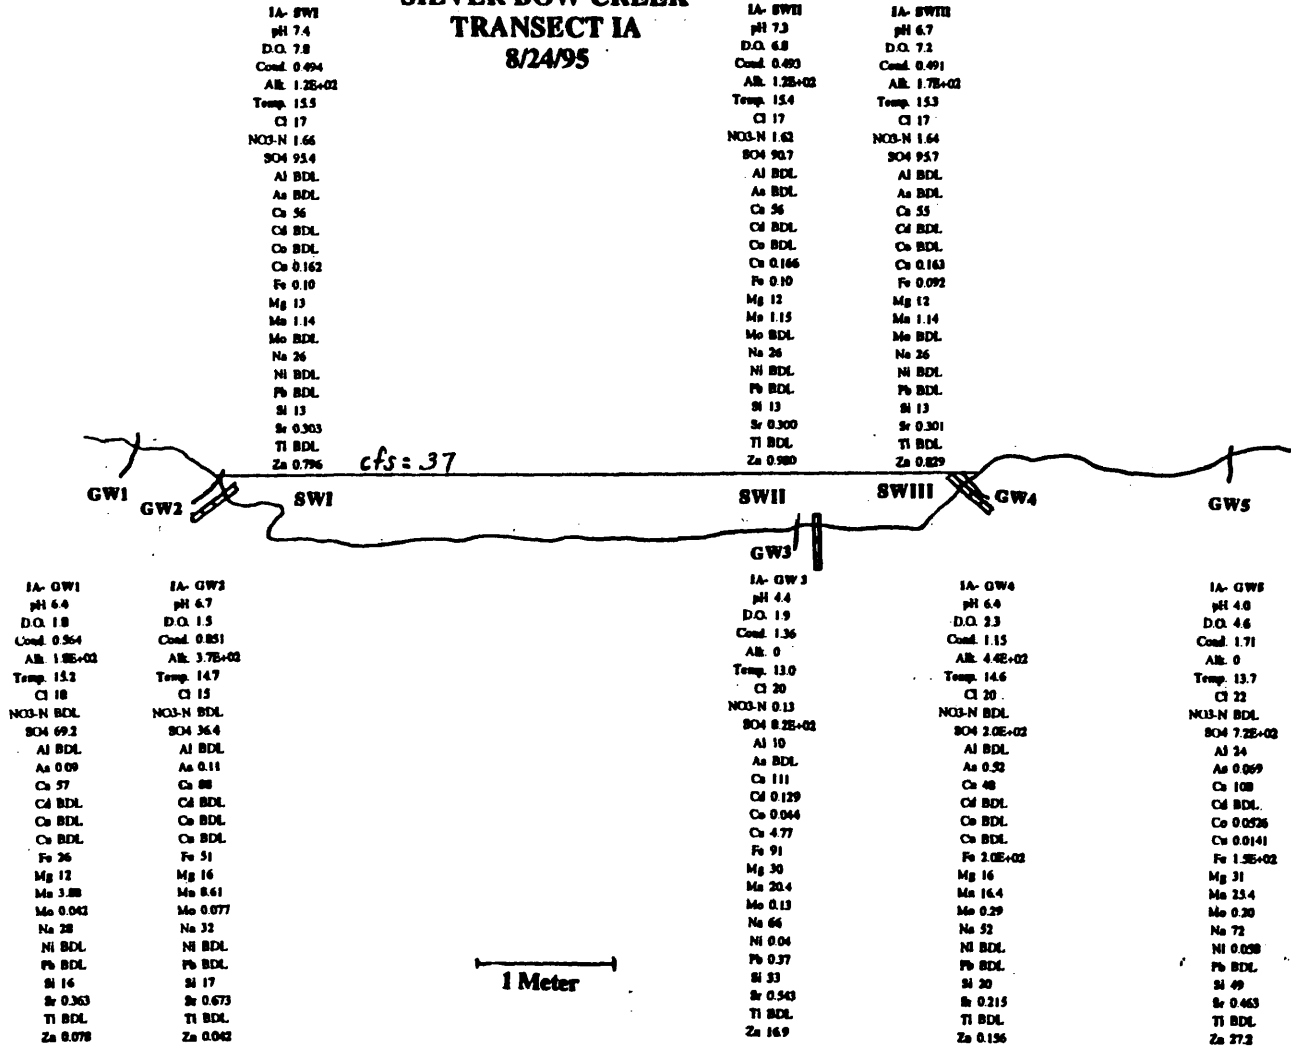 SILVER BOW CREEK
TRANSECT IA
8/24/95
IA- SWI
pH 7.4
D.O. 7.8
Cond. 0.494
Alk. 1.2E+02
Temp. 15.5
Cl 17
NO3-N 1.66
SO4 95.4
Al BDL
As BDL
Ca 56
Cd BDL
Co BDL
Cu 0.162
Fe 0.10
Mg 13
Mn 1.14
Mo BDL
Na 26
Ni BDL
Pb BDL
Si 13
Sr 0.303
Ti BDL
Zn 0.796
IA- SWII
pH 7.3
D.O. 6.8
Cond. 0.493
Alk. 1.2E+02
Temp. 15.4
Cl 17
NO3-N 1.62
SO4 90.7
Al BDL
As BDL
Ca 56
Cd BDL
Co BDL
Cu 0.166
Fe 0.10
Mg 12
Mn 1.15
Mo BDL
Na 26
Ni BDL
Pb BDL
Si 13
Sr 0.300
Ti BDL
Zn 0.980
IA- SWIII
pH 6.7
D.O. 7.2
Cond. 0.491
Alk. 1.7E+02
Temp. 15.3
Cl 17
NO3-N 1.64
SO4 95.7
Al BDL
As BDL
Ca 55
Cd BDL
Co BDL
Cu 0.163
Fe 0.092
Mg 12
Mn 1.14
Mo BDL
Na 26
Ni BDL
Pb BDL
Si 13
Sr 0.301
Ti BDL
Zn 0.829
cfs = 37
GW1
GW2
SWI
SWII
SWIII
GW3
GW4
GW5
IA- GW1
pH 6.4
D.O. 1.8
Cond. 0.564
Alk. 1.8E+02
Temp. 15.2
Cl 18
NO3-N BDL
SO4 69.2
Al BDL
As 0.09
Ca 57
Cd BDL
Co BDL
Cu BDL
Fe 26
Mg 12
Mn 3.88
Mo 0.042
Na 28
Ni BDL
Pb BDL
Si 16
Sr 0.363
Ti BDL
Zn 0.078
IA- GW2
pH 6.7
D.O. 1.5
Cond. 0.851
Alk. 3.7E+02
Temp. 14.7
Cl 15
NO3-N BDL
SO4 36.4
Al BDL
As 0.11
Ca 88
Cd BDL
Co BDL
Cu BDL
Fe 51
Mg 16
Mn 8.61
Mo 0.077
Na 32
Ni BDL
Pb BDL
Si 17
Sr 0.673
Ti BDL
Zn 0.042
1 Meter
IA- GW3
pH 4.4
D.O. 1.9
Cond. 1.36
Alk. 0
Temp. 13.0
Cl 20
NO3-N 0.13
SO4 8.2E+02
Al 10
As BDL
Ca 111
Cd 0.129
Co 0.044
Cu 4.77
Fe 91
Mg 30
Mn 20.4
Mo 0.13
Na 66
Ni 0.04
Pb 0.37
Si 33
Sr 0.543
Ti BDL
Zn 16.9
IA- GW4
pH 6.4
D.O. 2.3
Cond. 1.15
Alk. 4.4E+02
Temp. 14.6
Cl 20
NO3-N BDL
SO4 2.0E+02
Al BDL
As 0.52
Ca 48
Cd BDL
Co BDL
Cu BDL
Fe 2.0E+02
Mg 16
Mn 16.4
Mo 0.29
Na 52
Ni BDL
Pb BDL
Si 20
Sr 0.215
Ti BDL
Zn 0.156
IA- GW5
pH 4.0
D.O. 4.6
Cond. 1.71
Alk. 0
Temp. 13.7
Cl 22
NO3-N BDL
SO4 7.2E+02
Al 24
As 0.069
Ca 108
Cd BDL
Co 0.0526
Cu 0.0141
Fe 1.5E+02
Mg 31
Mn 25.4
Mo 0.20
Na 72
Ni 0.058
Pb BDL
Si 49
Sr 0.463
Ti BDL
Zn 27.2